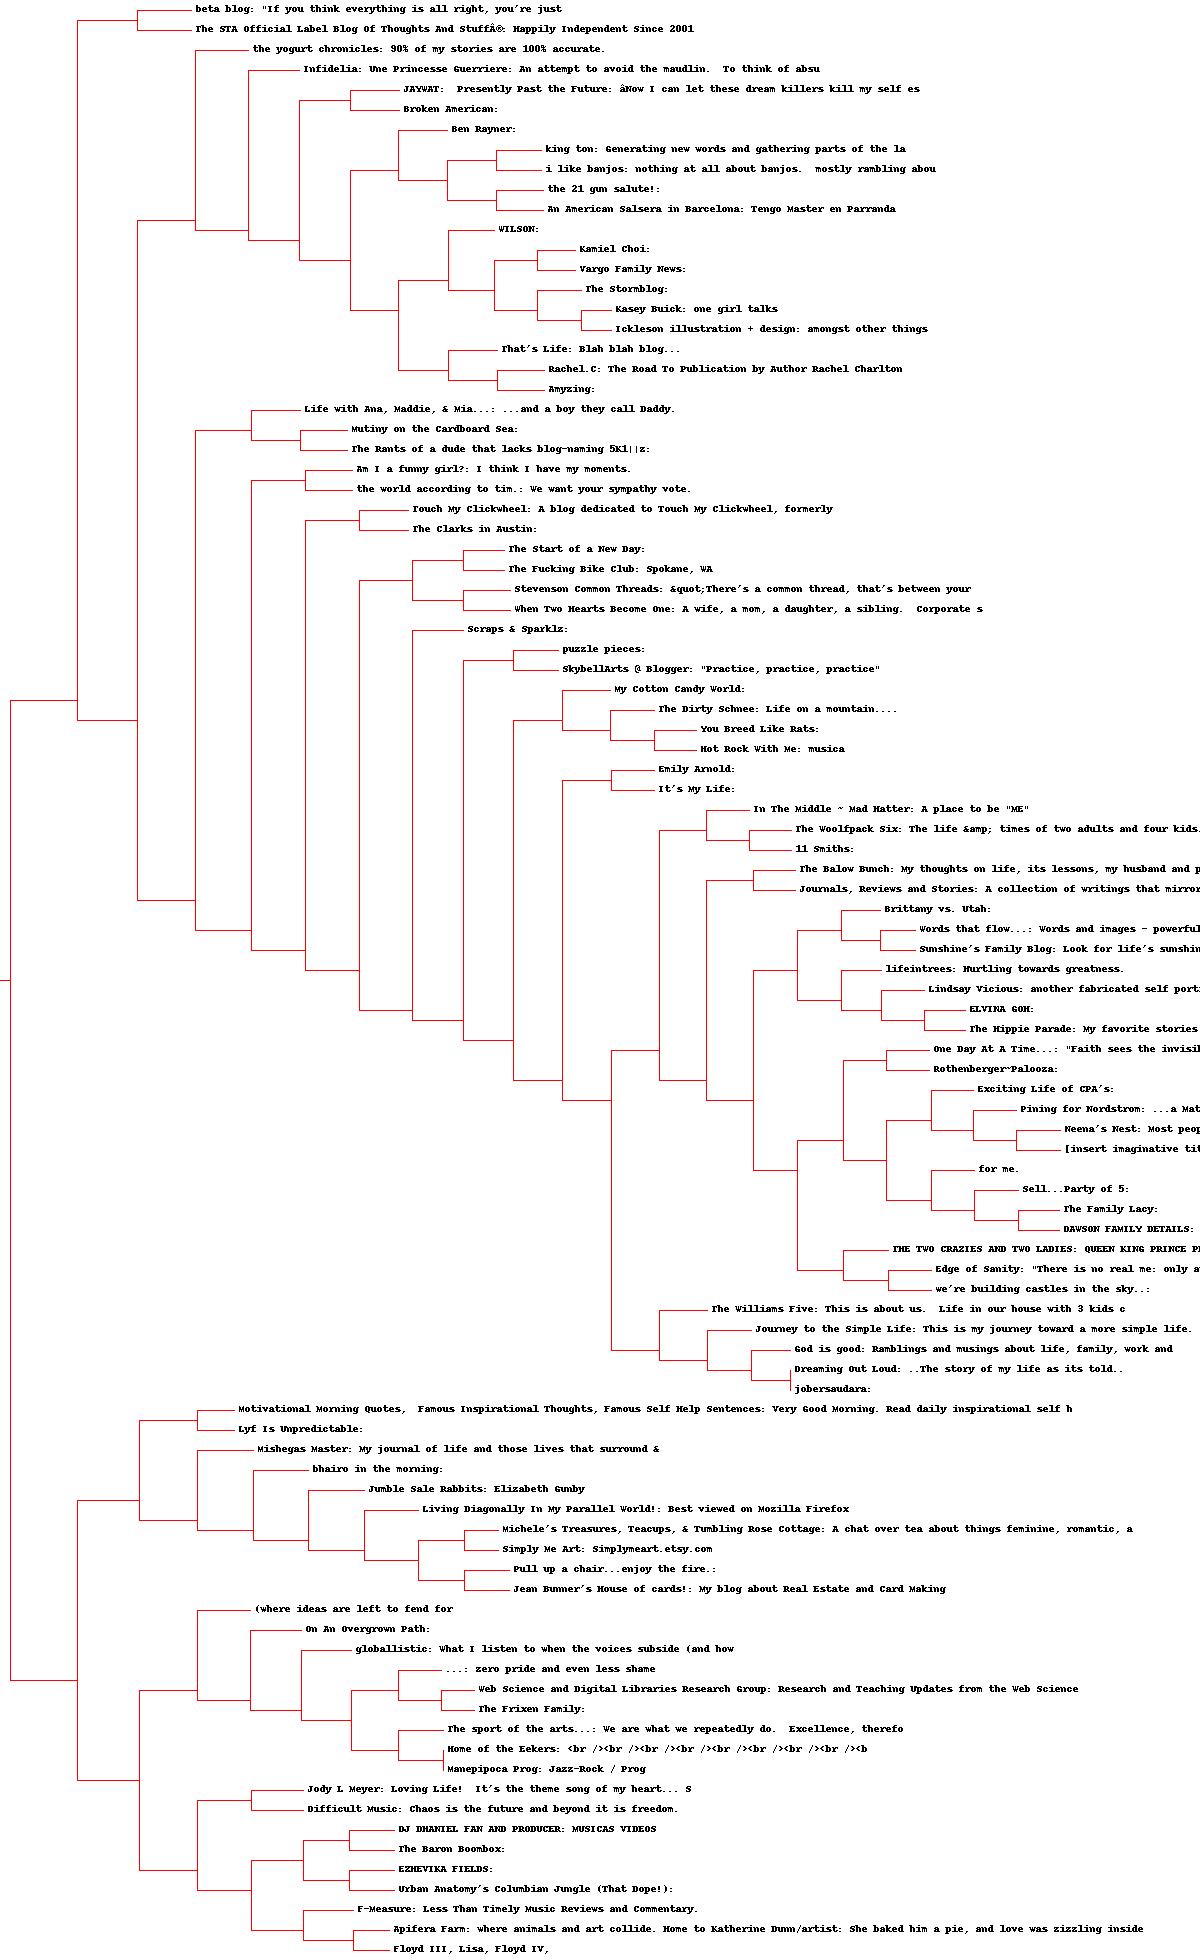 beta blog: "If you think everything is all right, you're just
The STA Official Label Blog Of Thoughts And StuffÂ®: Happily Independent Since 2001
the yogurt chronicles: 90% of my stories are 100% accurate.
Infidelia: Une Princesse Guerriere: An attempt to avoid the maudlin.  To think of absu
JAYWAT:  Presently Past the Future: âNow I can let these dream killers kill my self es
Broken American:
Ben Rayner:
king ton: Generating new words and gathering parts of the la
i like banjos: nothing at all about banjos.  mostly rambling abou
the 21 gun salute!:
An American Salsera in Barcelona: Tengo Master en Parranda
WILSON:
Kamiel Choi:
Vargo Family News:
The Stormblog:
Kasey Buick: one girl talks
Ickleson illustration + design: amongst other things
That's Life: Blah blah blog...
Rachel.C: The Road To Publication by Author Rachel Charlton
Amyzing:
Life with Ana, Maddie, & Mia...: ...and a boy they call Daddy.
Mutiny on the Cardboard Sea:
The Rants of a dude that lacks blog-naming 5K1||z:
Am I a funny girl?: I think I have my moments.
the world according to tim.: We want your sympathy vote.
Touch My Clickwheel: A blog dedicated to Touch My Clickwheel, formerly
The Clarks in Austin:
The Start of a New Day:
The Fucking Bike Club: Spokane, WA
Stevenson Common Threads: &quot;There's a common thread, that's between your
When Two Hearts Become One: A wife, a mom, a daughter, a sibling.  Corporate s
Scraps & Sparklz:
puzzle pieces:
SkybellArts @ Blogger: "Practice, practice, practice"
My Cotton Candy World:
The Dirty Schnee: Life on a mountain....
You Breed Like Rats:
Hot Rock With Me: musica
Emily Arnold:
It's My Life:
In The Middle ~ Mad Hatter: A place to be "ME"
The Woolfpack Six: The life &amp; times of two adults and four kids.
11 Smiths:
The Balow Bunch: My thoughts on life, its lessons, my husband and p
Journals, Reviews and Stories: A collection of writings that mirror
Brittany vs. Utah:
Words that flow...: Words and images - powerful
Sunshine's Family Blog: Look for life's sunshin
lifeintrees: Hurtling towards greatness.
Lindsay Vicious: another fabricated self port
ELVINA GOH:
The Hippie Parade: My favorite stories
One Day At A Time...: "Faith sees the invisib
Rothenberger~Palooza:
Exciting Life of CPA's:
Pining for Nordstrom: ...a Mat
Neena's Nest: Most peop
[insert imaginative tit
for me.
Sell...Party of 5:
The Family Lacy:
DAWSON FAMILY DETAILS:
THE TWO CRAZIES AND TWO LADIES: QUEEN KING PRINCE PR
Edge of Sanity: "There is no real me: only a
we're building castles in the sky..:
The Williams Five: This is about us.  Life in our house with 3 kids c
Journey to the Simple Life: This is my journey toward a more simple life.
God is good: Ramblings and musings about life, family, work and
Dreaming Out Loud: ..The story of my life as its told..
jobersaudara:
Motivational Morning Quotes,  Famous Inspirational Thoughts, Famous Self Help Sentences: Very Good Morning. Read daily inspirational self h
Lyf Is Unpredictable:
Mishegas Master: My journal of life and those lives that surround &
bhairo in the morning:
Jumble Sale Rabbits: Elizabeth Gunby
Living Diagonally In My Parallel World!: Best viewed on Mozilla Firefox
Michele's Treasures, Teacups, & Tumbling Rose Cottage: A chat over tea about things feminine, romantic, a
Simply Me Art: Simplymeart.etsy.com
Pull up a chair...enjoy the fire.:
Jean Bunner's House of cards!: My blog about Real Estate and Card Making
(where ideas are left to fend for
On An Overgrown Path:
globallistic: What I listen to when the voices subside (and how
...: zero pride and even less shame
Web Science and Digital Libraries Research Group: Research and Teaching Updates from the Web Science
The Frixen Family:
The sport of the arts...: We are what we repeatedly do.  Excellence, therefo
Home of the Eekers: <br /><br /><br /><br /><br /><br /><br /><br /><b
Manepipoca Prog: Jazz-Rock / Prog
Jody L Meyer: Loving Life!  It's the theme song of my heart... S
Difficult Music: Chaos is the future and beyond it is freedom.
DJ DHANIEL FAN AND PRODUCER: MUSICAS VIDEOS
The Baron Boombox:
EZHEVIKA FIELDS:
Urban Anatomy's Columbian Jungle (That Dope!):
F-Measure: Less Than Timely Music Reviews and Commentary.
Apifera Farm: where animals and art collide. Home to Katherine Dunn/artist: She baked him a pie, and love was zizzling inside
Floyd III, Lisa, Floyd IV,